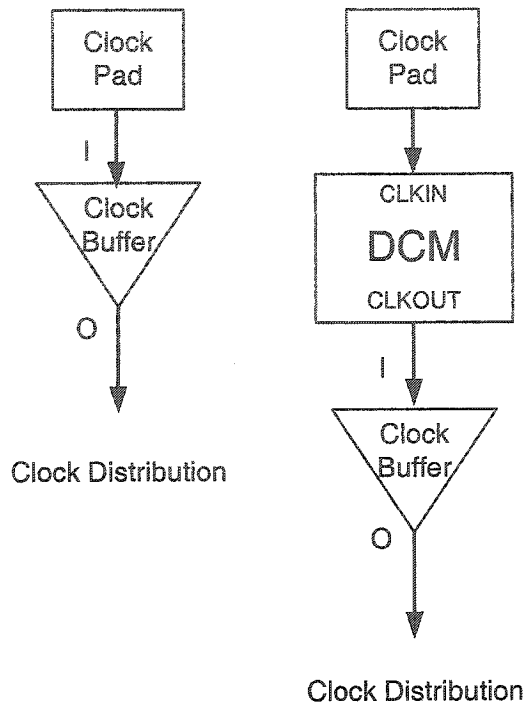 Clock
Pad
I
Clock
Buffer
O
Clock Distribution
Clock
Pad
CLKIN
DCM
CLKOUT
I
Clock
Buffer
O
Clock Distribution